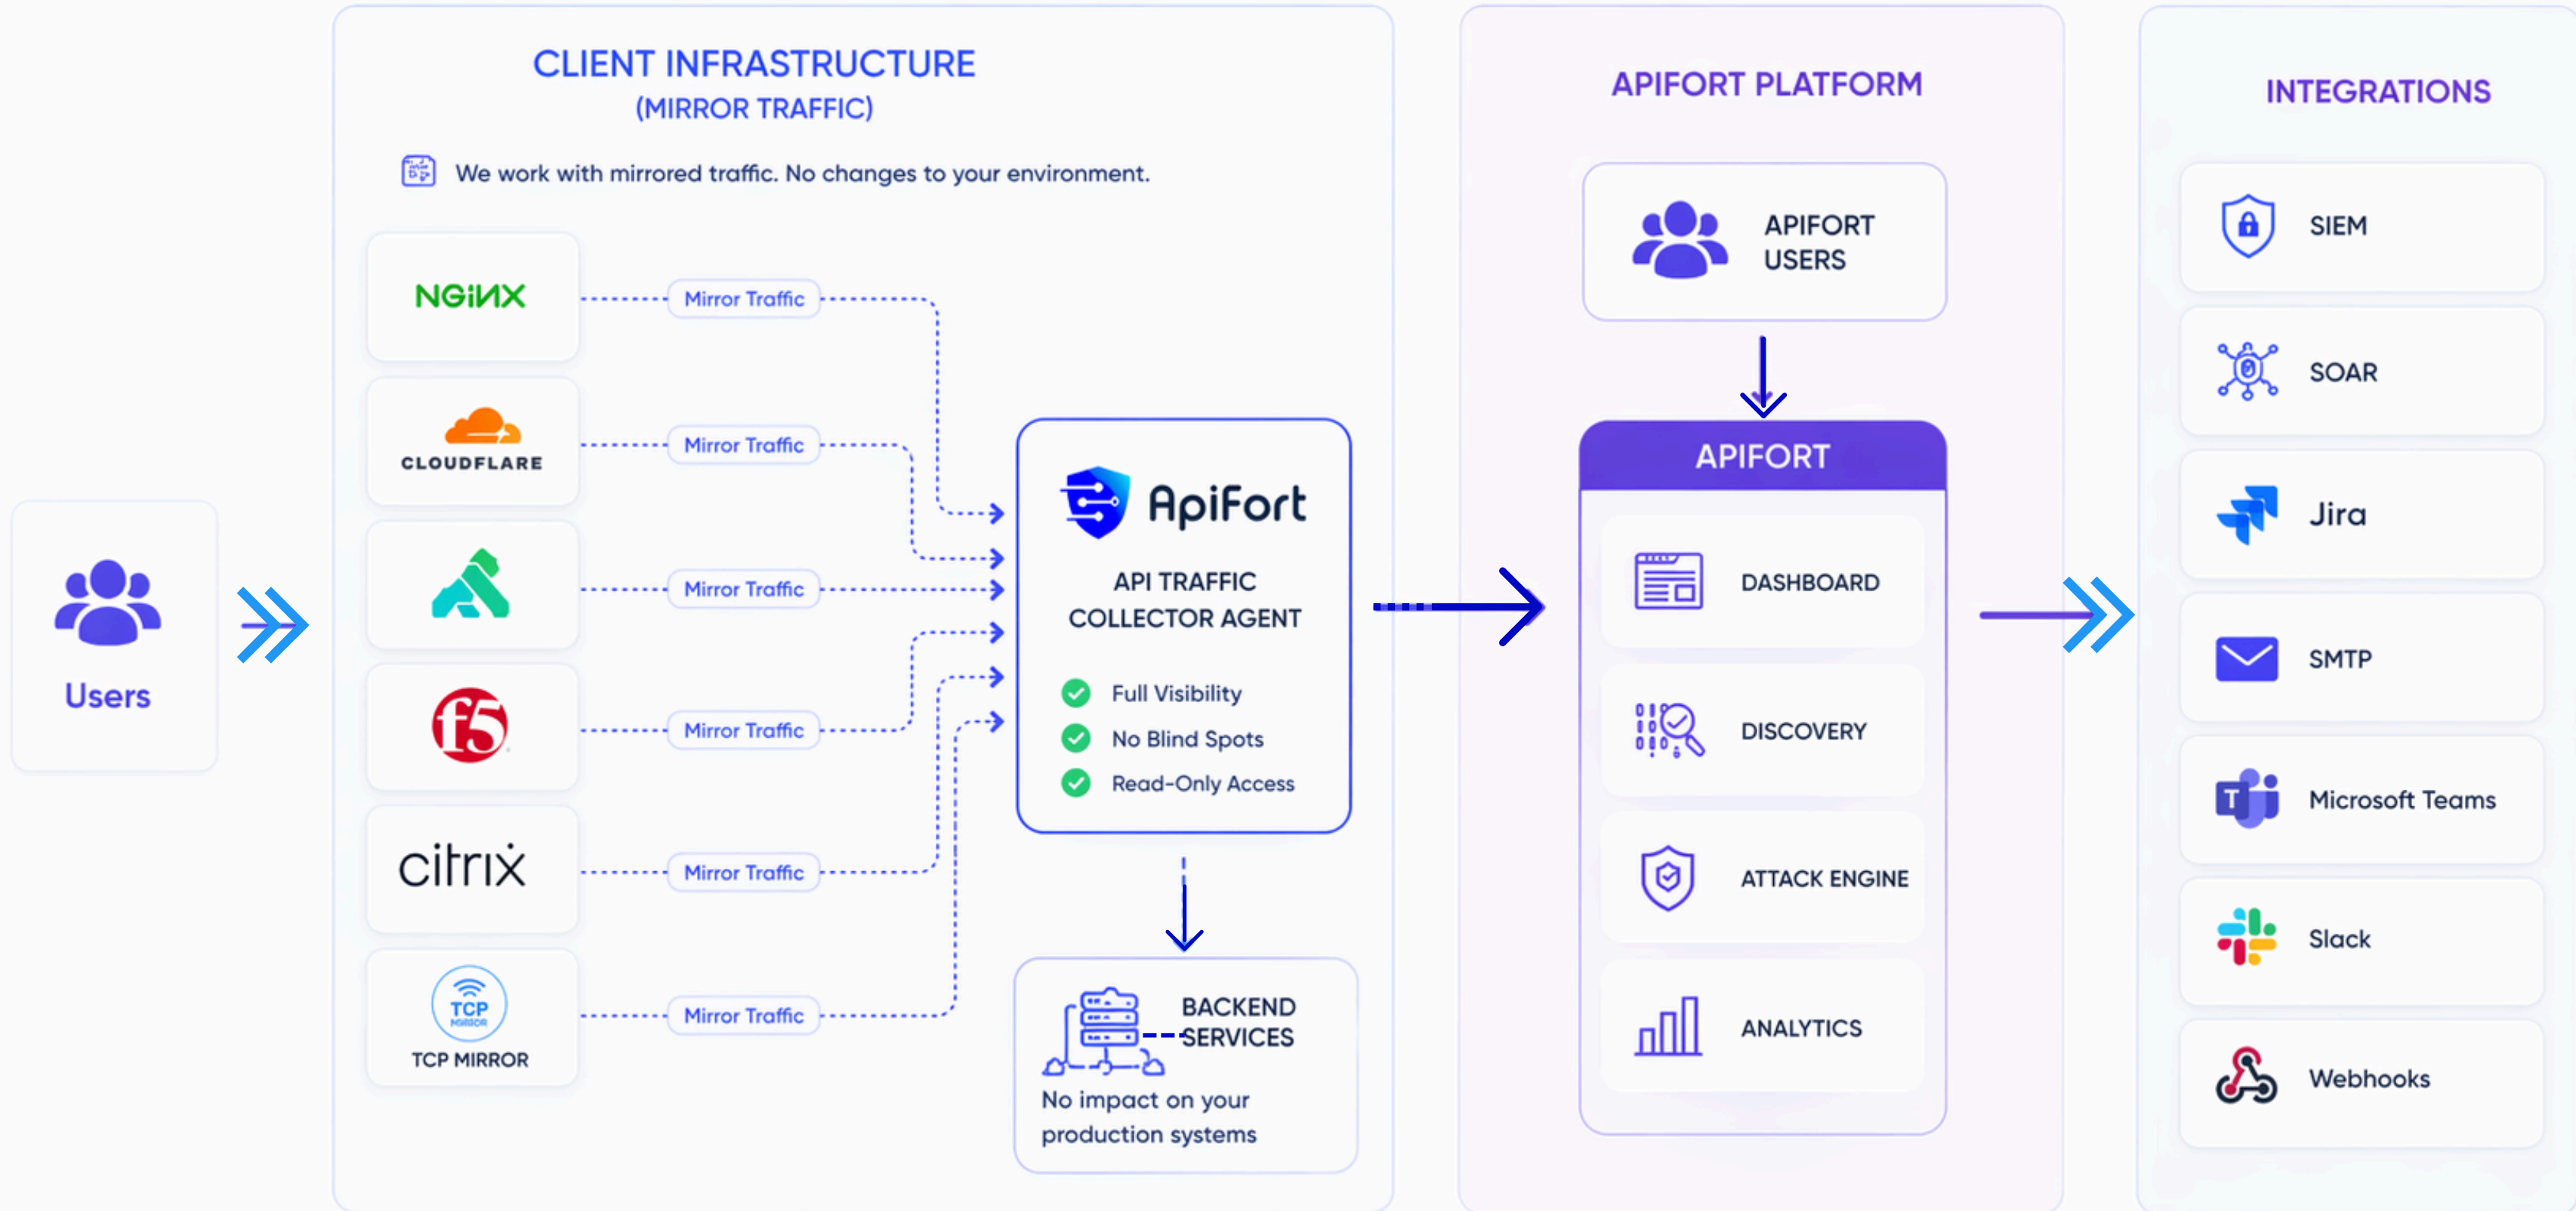 Users
CLIENT INFRASTRUCTURE
(MIRROR TRAFFIC)
We work with mirrored traffic. No changes to your environment.
NGiNX
Mirror Traffic
CLOUDFLARE
Mirror Traffic
Mirror Traffic
f5
Mirror Traffic
citrix
Mirror Traffic
TCP
MIRROR
TCP MIRROR
Mirror Traffic
ApiFort
API TRAFFIC
COLLECTOR AGENT
Full Visibility
No Blind Spots
Read-Only Access
BACKEND
SERVICES
No impact on your
production systems
APIFORT PLATFORM
APIFORT
USERS
APIFORT
DASHBOARD
DISCOVERY
ATTACK ENGINE
ANALYTICS
INTEGRATIONS
SIEM
SOAR
Jira
SMTP
T
Microsoft Teams
Slack
Webhooks